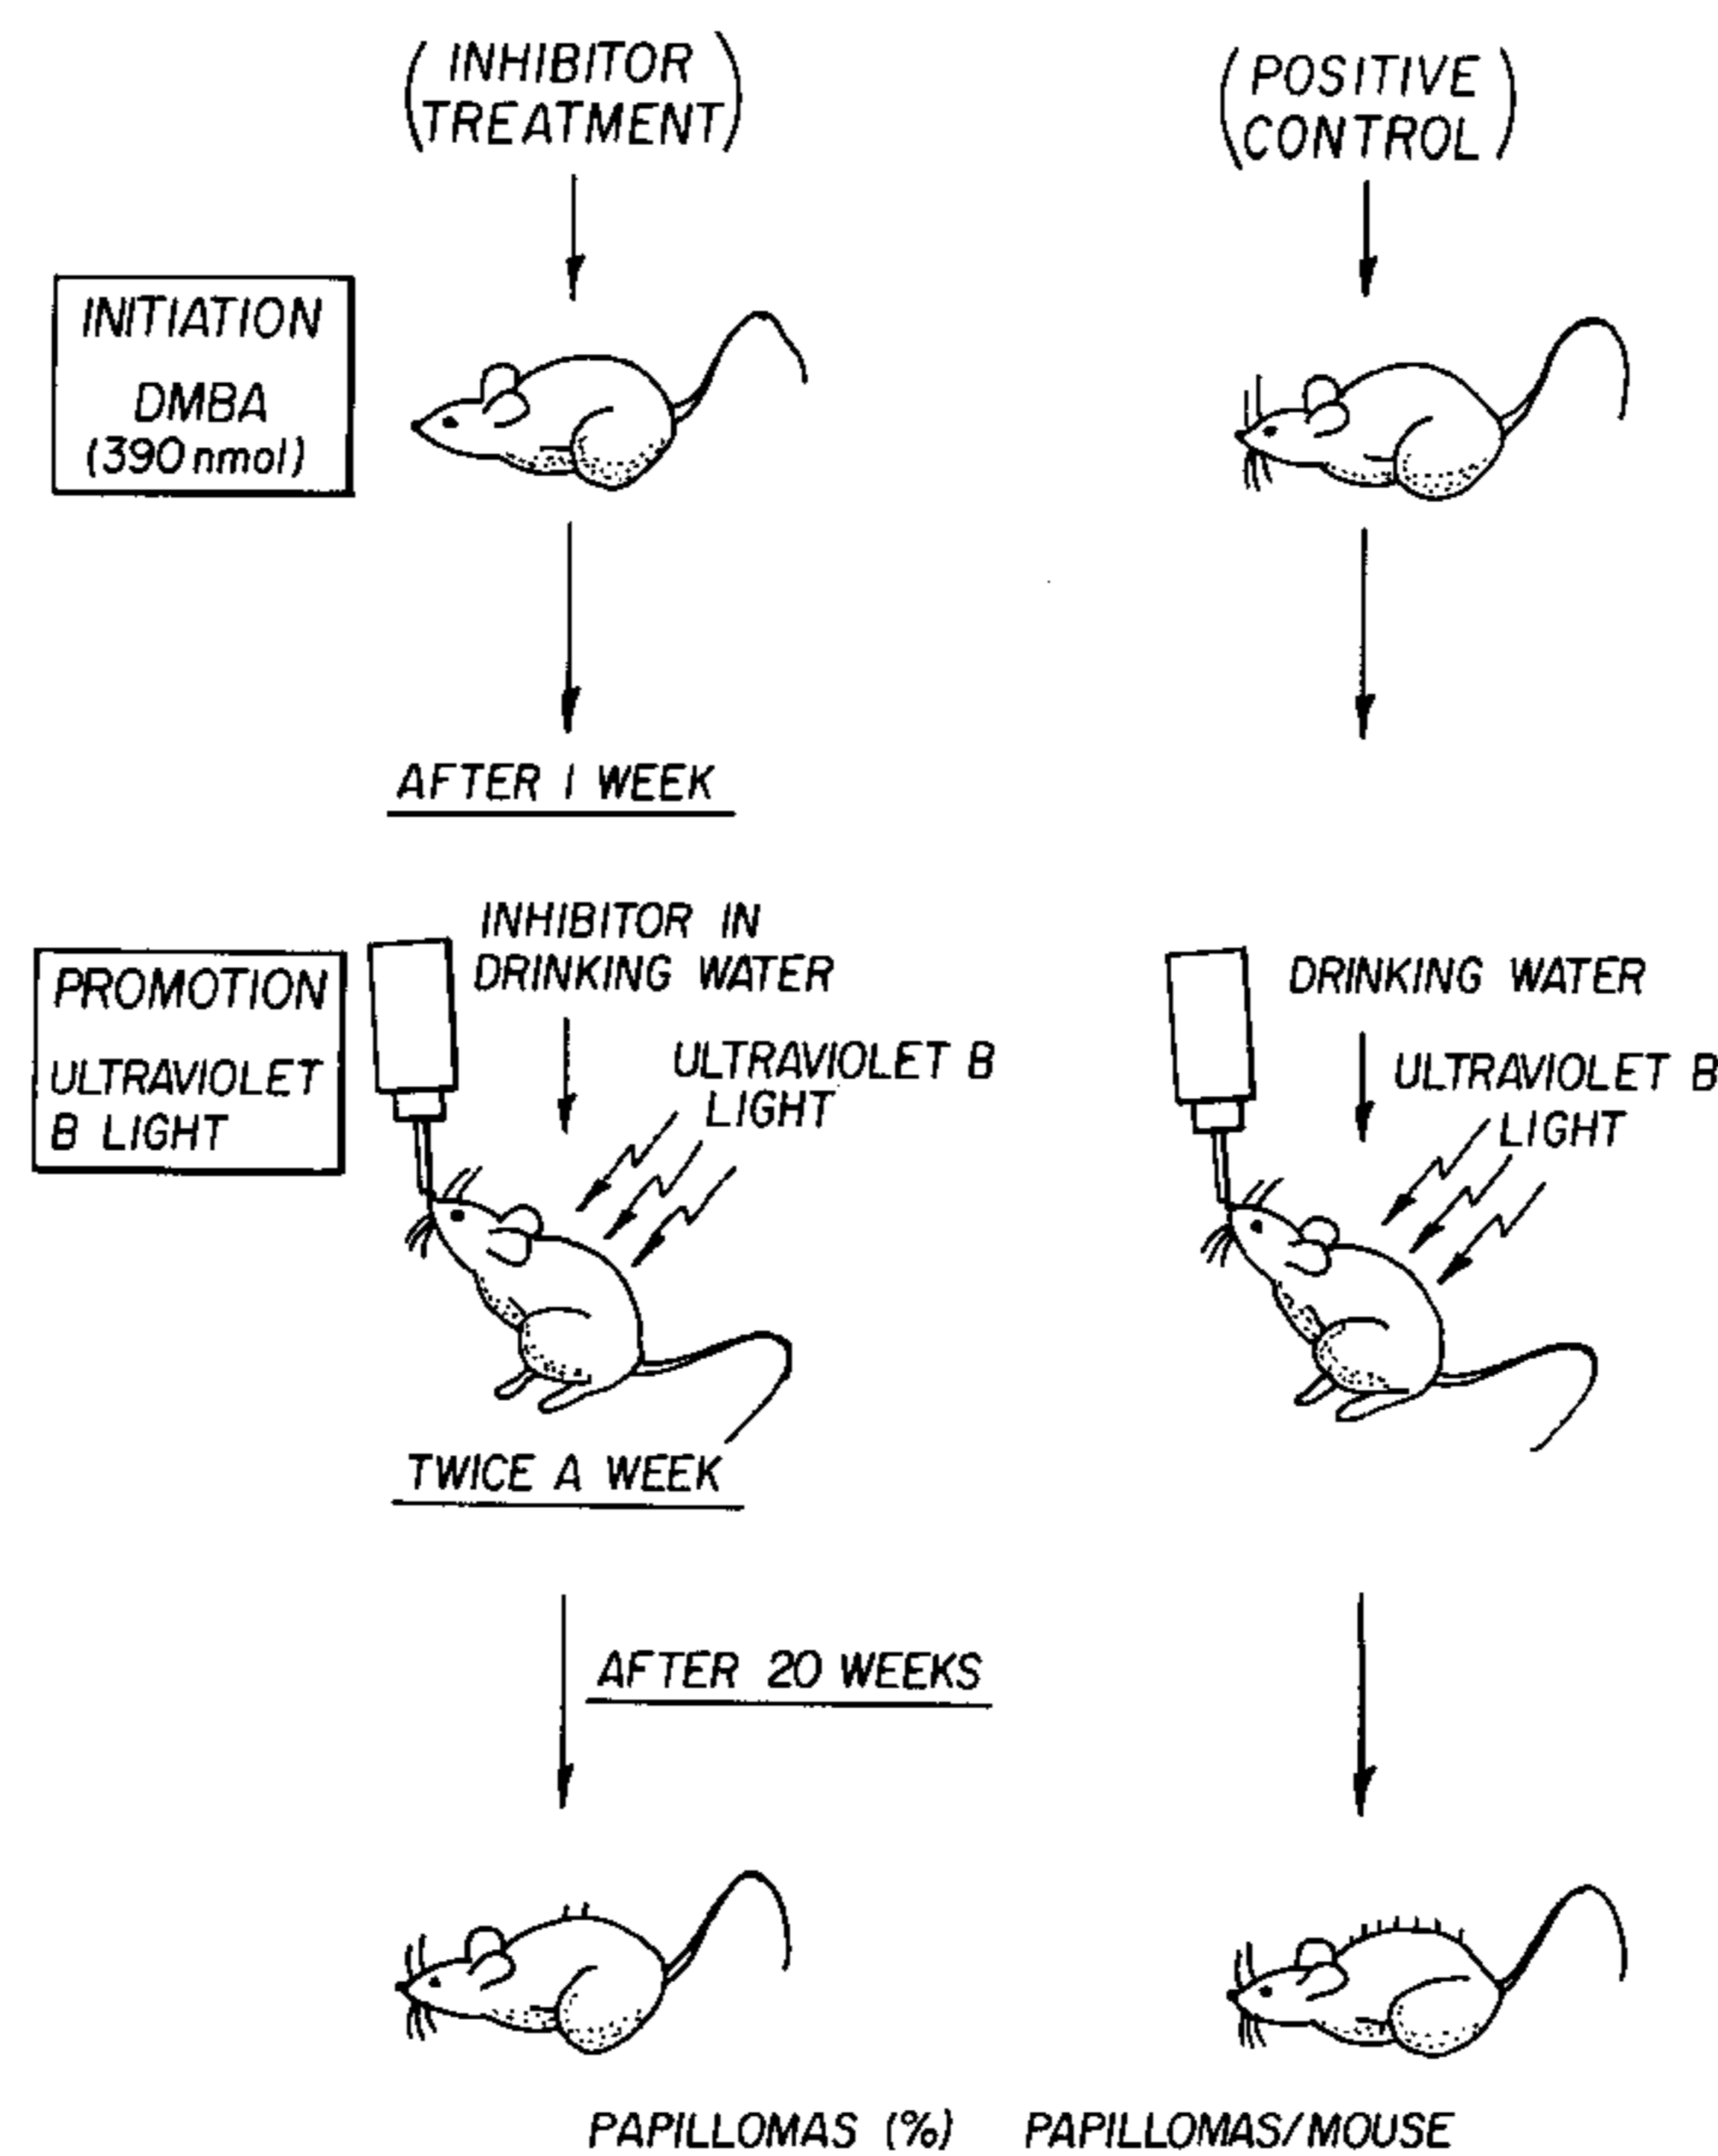 (INHIBITOR
TREATMENT)
(POSITIVE
CONTROL)
INITIATION
DMBA
(390 nmol)
AFTER 1 WEEK
PROMOTION
ULTRAVIOLET
B LIGHT
INHIBITOR IN
DRINKING WATER
ULTRAVIOLET B
LIGHT
DRINKING WATER
ULTRAVIOLET B
LIGHT
TWICE A WEEK
AFTER 20 WEEKS
PAPILLOMAS (%) PAPILLOMAS/MOUSE